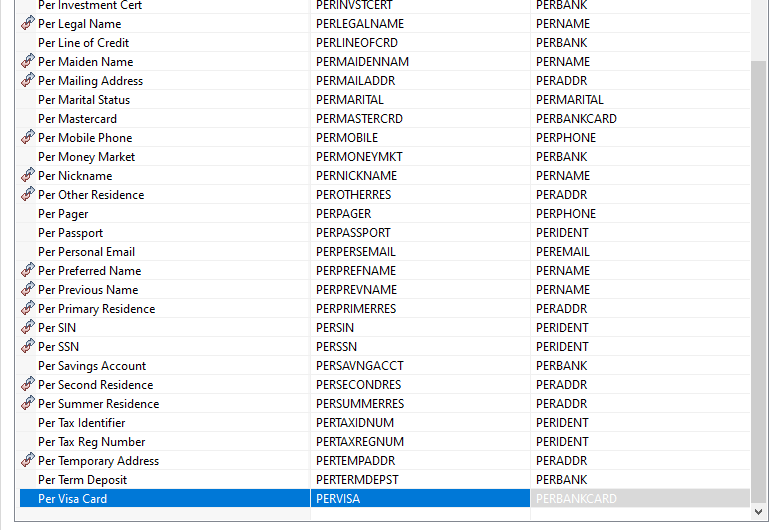 Per Investment Cert PERINVSTCERT PERBANK
Per Legal Name PERLEGALNAME PERNAME
Per Line of Credit PERLINEOFCRD PERBANK
Per Maiden Name PERMAIDENNAM PERNAME
Per Mailing Address PERMAILADDR PERADDR
Per Marital Status PERMARITAL PERMARITAL
Per Mastercard PERMASTERCRD PERBANKCARD
Per Mobile Phone PERMOBILE PERPHONE
Per Money Market PERMONEYMKT PERBANK
Per Nickname PERNICKNAME PERNAME
Per Other Residence PEROTHERRES PERADDR
Per Pager PERPAGER PERPHONE
Per Passport PERPASSPORT PERIDENT
Per Personal Email PERPERSEMAIL PEREMAIL
Per Preferred Name PERPREFNAME PERNAME
Per Previous Name PERPREVNAME PERNAME
Per Primary Residence PERPRIMERRES PERADDR
Per SIN PERSIN PERIDENT
Per SSN PERSSN PERIDENT
Per Savings Account PERSAVNGACCT PERBANK
Per Second Residence PERSECONDRES PERADDR
Per Summer Residence PERSUMMERRES PERADDR
Per Tax Identifier PERTAXIDNUM PERIDENT
Per Tax Reg Number PERTAXREGNUM PERIDENT
Per Temporary Address PERTEMPADDR PERADDR
Per Term Deposit PERTERMDEPST PERBANK
Per Visa Card PERVISA PERBANKCARD